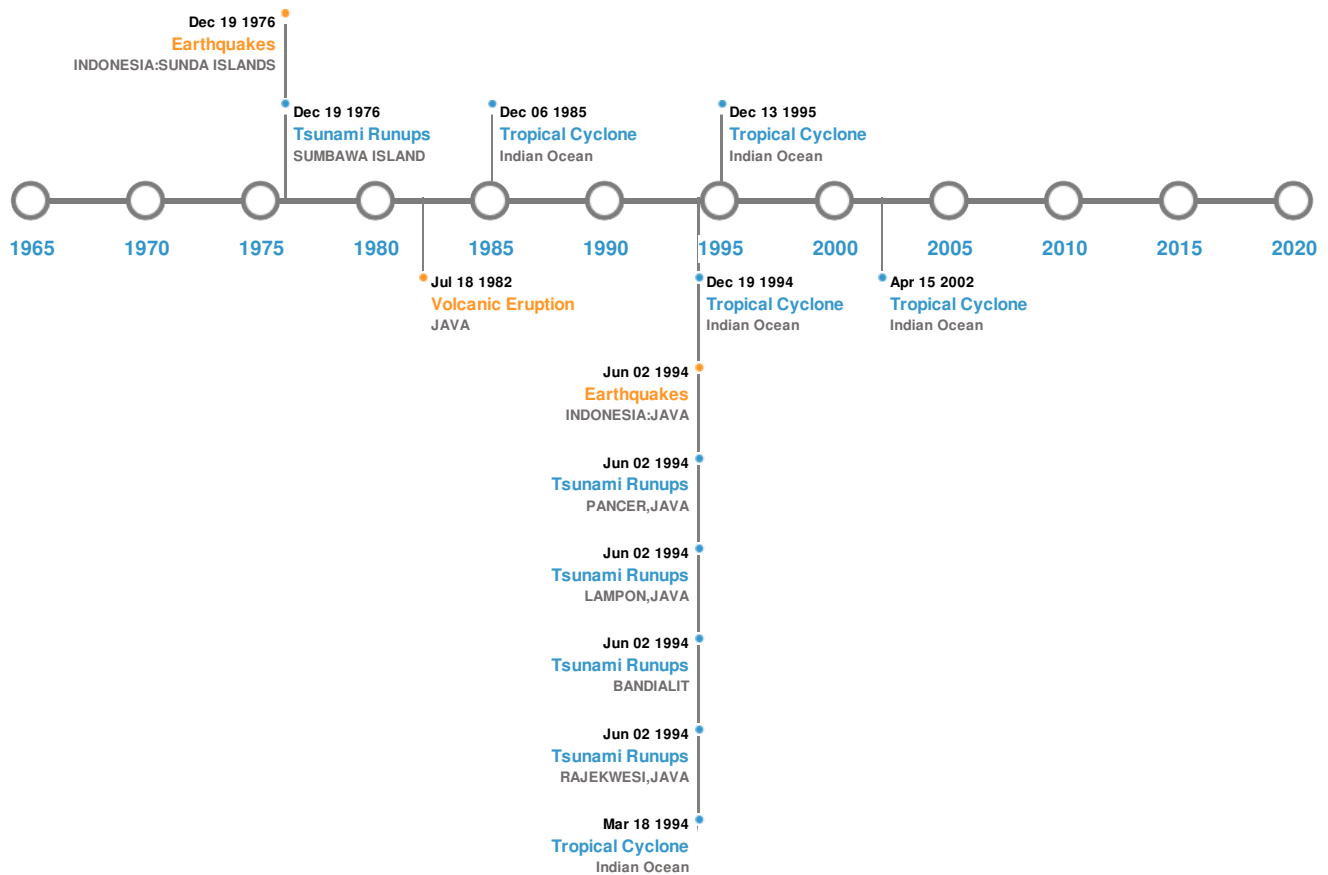 Dec 19 1976
Earthquakes
INDONESIA:SUNDA ISLANDS
Dec 19 1976
Tsunami Runups
SUMBAWA ISLAND
Dec 06 1985
Tropical Cyclone
Indian Ocean
Dec 13 1995
Tropical Cyclone
Indian Ocean
1965 1970 1975 1980 1985 1990 1995 2000 2005 2010 2015 2020
Jul 18 1982
Volcanic Eruption
JAVA
Dec 19 1994
Tropical Cyclone
Indian Ocean
Apr 15 2002
Tropical Cyclone
Indian Ocean
Jun 02 1994
Earthquakes
INDONESIA:JAVA
Jun 02 1994
Tsunami Runups
PANCER,JAVA
Jun 02 1994
Tsunami Runups
LAMPON,JAVA
Jun 02 1994
Tsunami Runups
BANDIALIT
Jun 02 1994
Tsunami Runups
RAJEKWESI,JAVA
Mar 18 1994
Tropical Cyclone
Indian Ocean